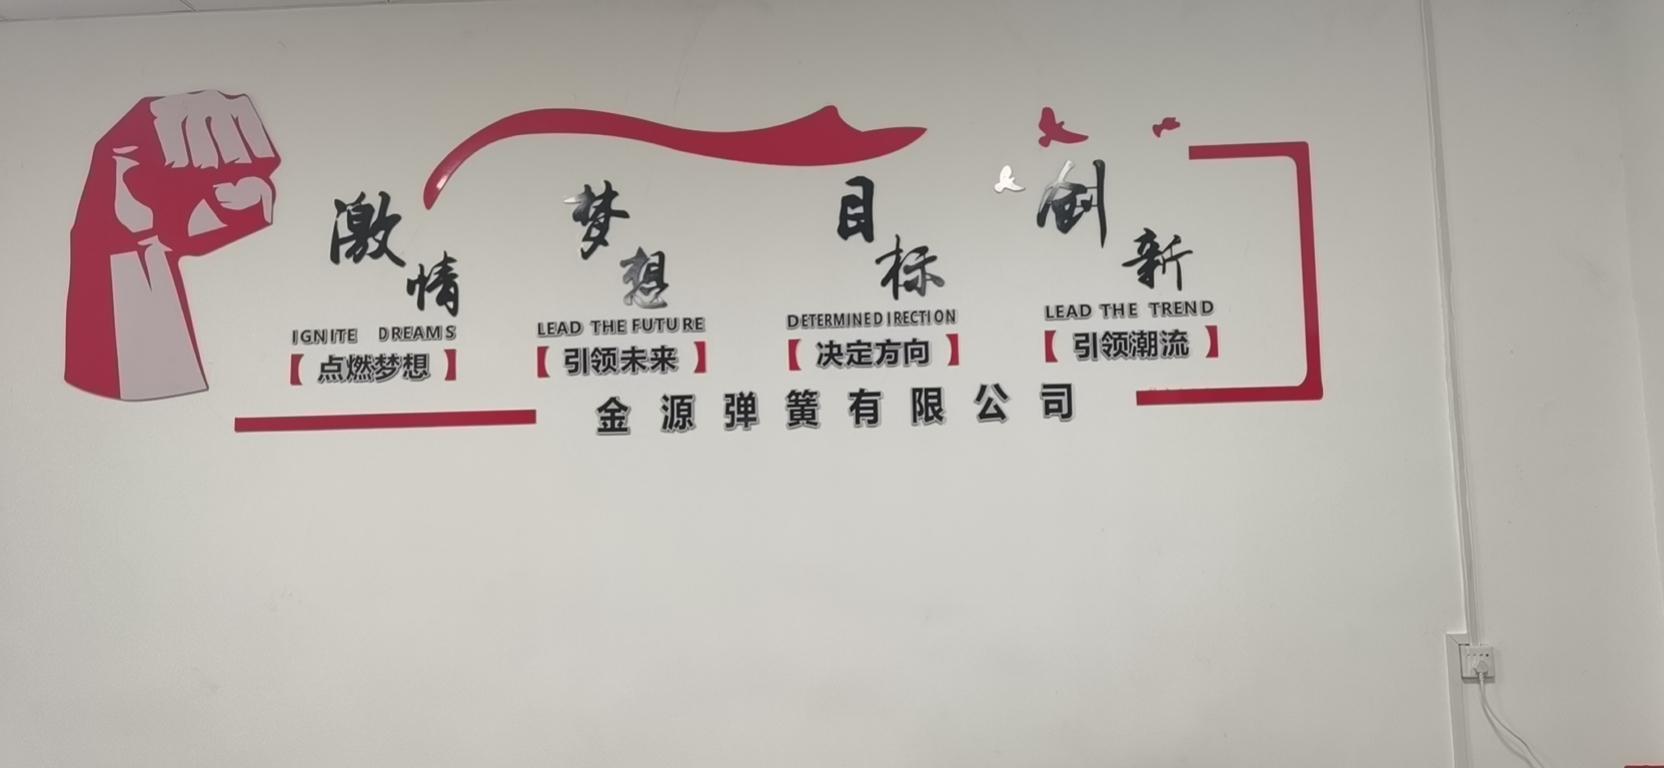 激情
IGNITE DREAMS
【点燃梦想】
梦想
LEAD THE FUTURE
【引领未来】
目标
DETERMINEDIRECTION
【决定方向】
创新
LEAD THE TREND
【引领潮流】
金源弹簧有限公司